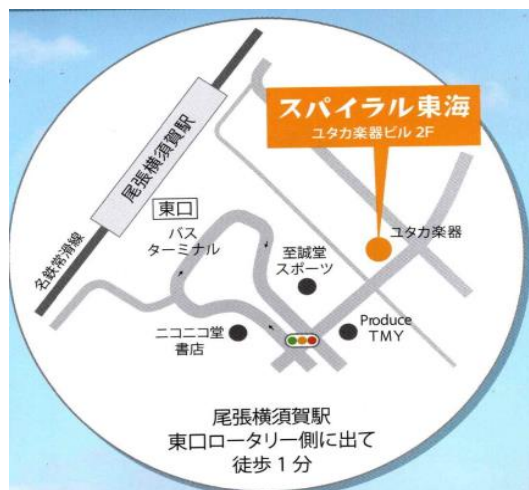 スパイラル東海
ユタカ楽器ビル 2F
尾張横須賀駅
東口
バス
ターミナル
名鉄常滑線
ユタカ楽器
至誠堂
スポーツ
ニコニコ堂
書店
Produce
TMY
尾張横須賀駅
東口ロータリー側に出て
徒歩1分